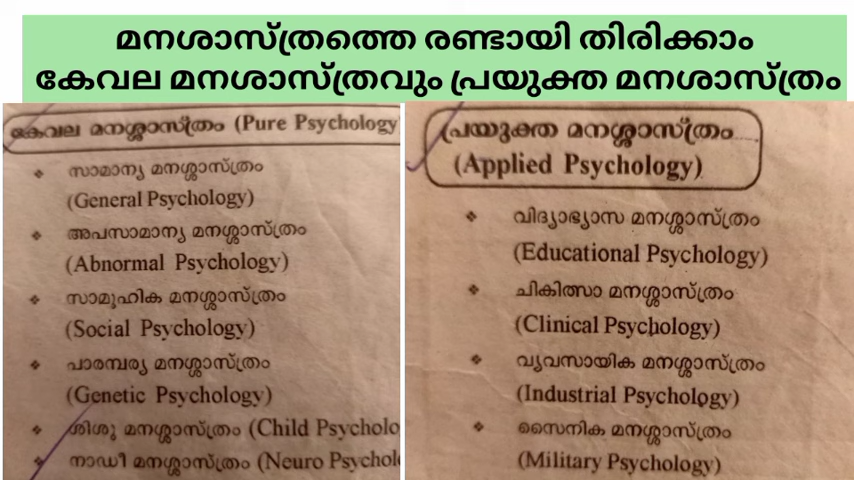 മനശാസ്ത്രത്തെ രണ്ടായി തിരിക്കാം
കേവല മനശാസ്ത്രവും പ്രയുക്ത മനശാസ്ത്രം
കേവല മനശ്ശാസ്ത്രം (Pure Psychology
സാമാന്യ മനശ്ശാസ്ത്രം
(General Psychology)
അപസാമാന്യ മനശ്ശാസ്ത്രം
(Abnormal Psychology)
സാമൂഹിക മനശ്ശാസ്ത്രം
(Social Psychology)
പാരമ്പര്യ മനശ്ശാസ്ത്രം
(Genetic Psychology)
ശിശു മനശ്ശാസ്ത്രം (Child Psycholo
നാഡീ മനശ്ശാസ്ത്രം (Neuro Psychol
പ്രയുക്ത മനശ്ശാസ്ത്രം
(Applied Psychology)
വിദ്യാഭ്യാസ മനശ്ശാസ്ത്രം
(Educational Psychology)
ചികിത്സാ മനശ്ശാസ്ത്രം
(Clinical Psychology)
വ്യവസായിക മനശ്ശാസ്ത്രം
(Industrial Psychology)
സൈനിക മനശ്ശാസ്ത്രം
(Military Psychology)